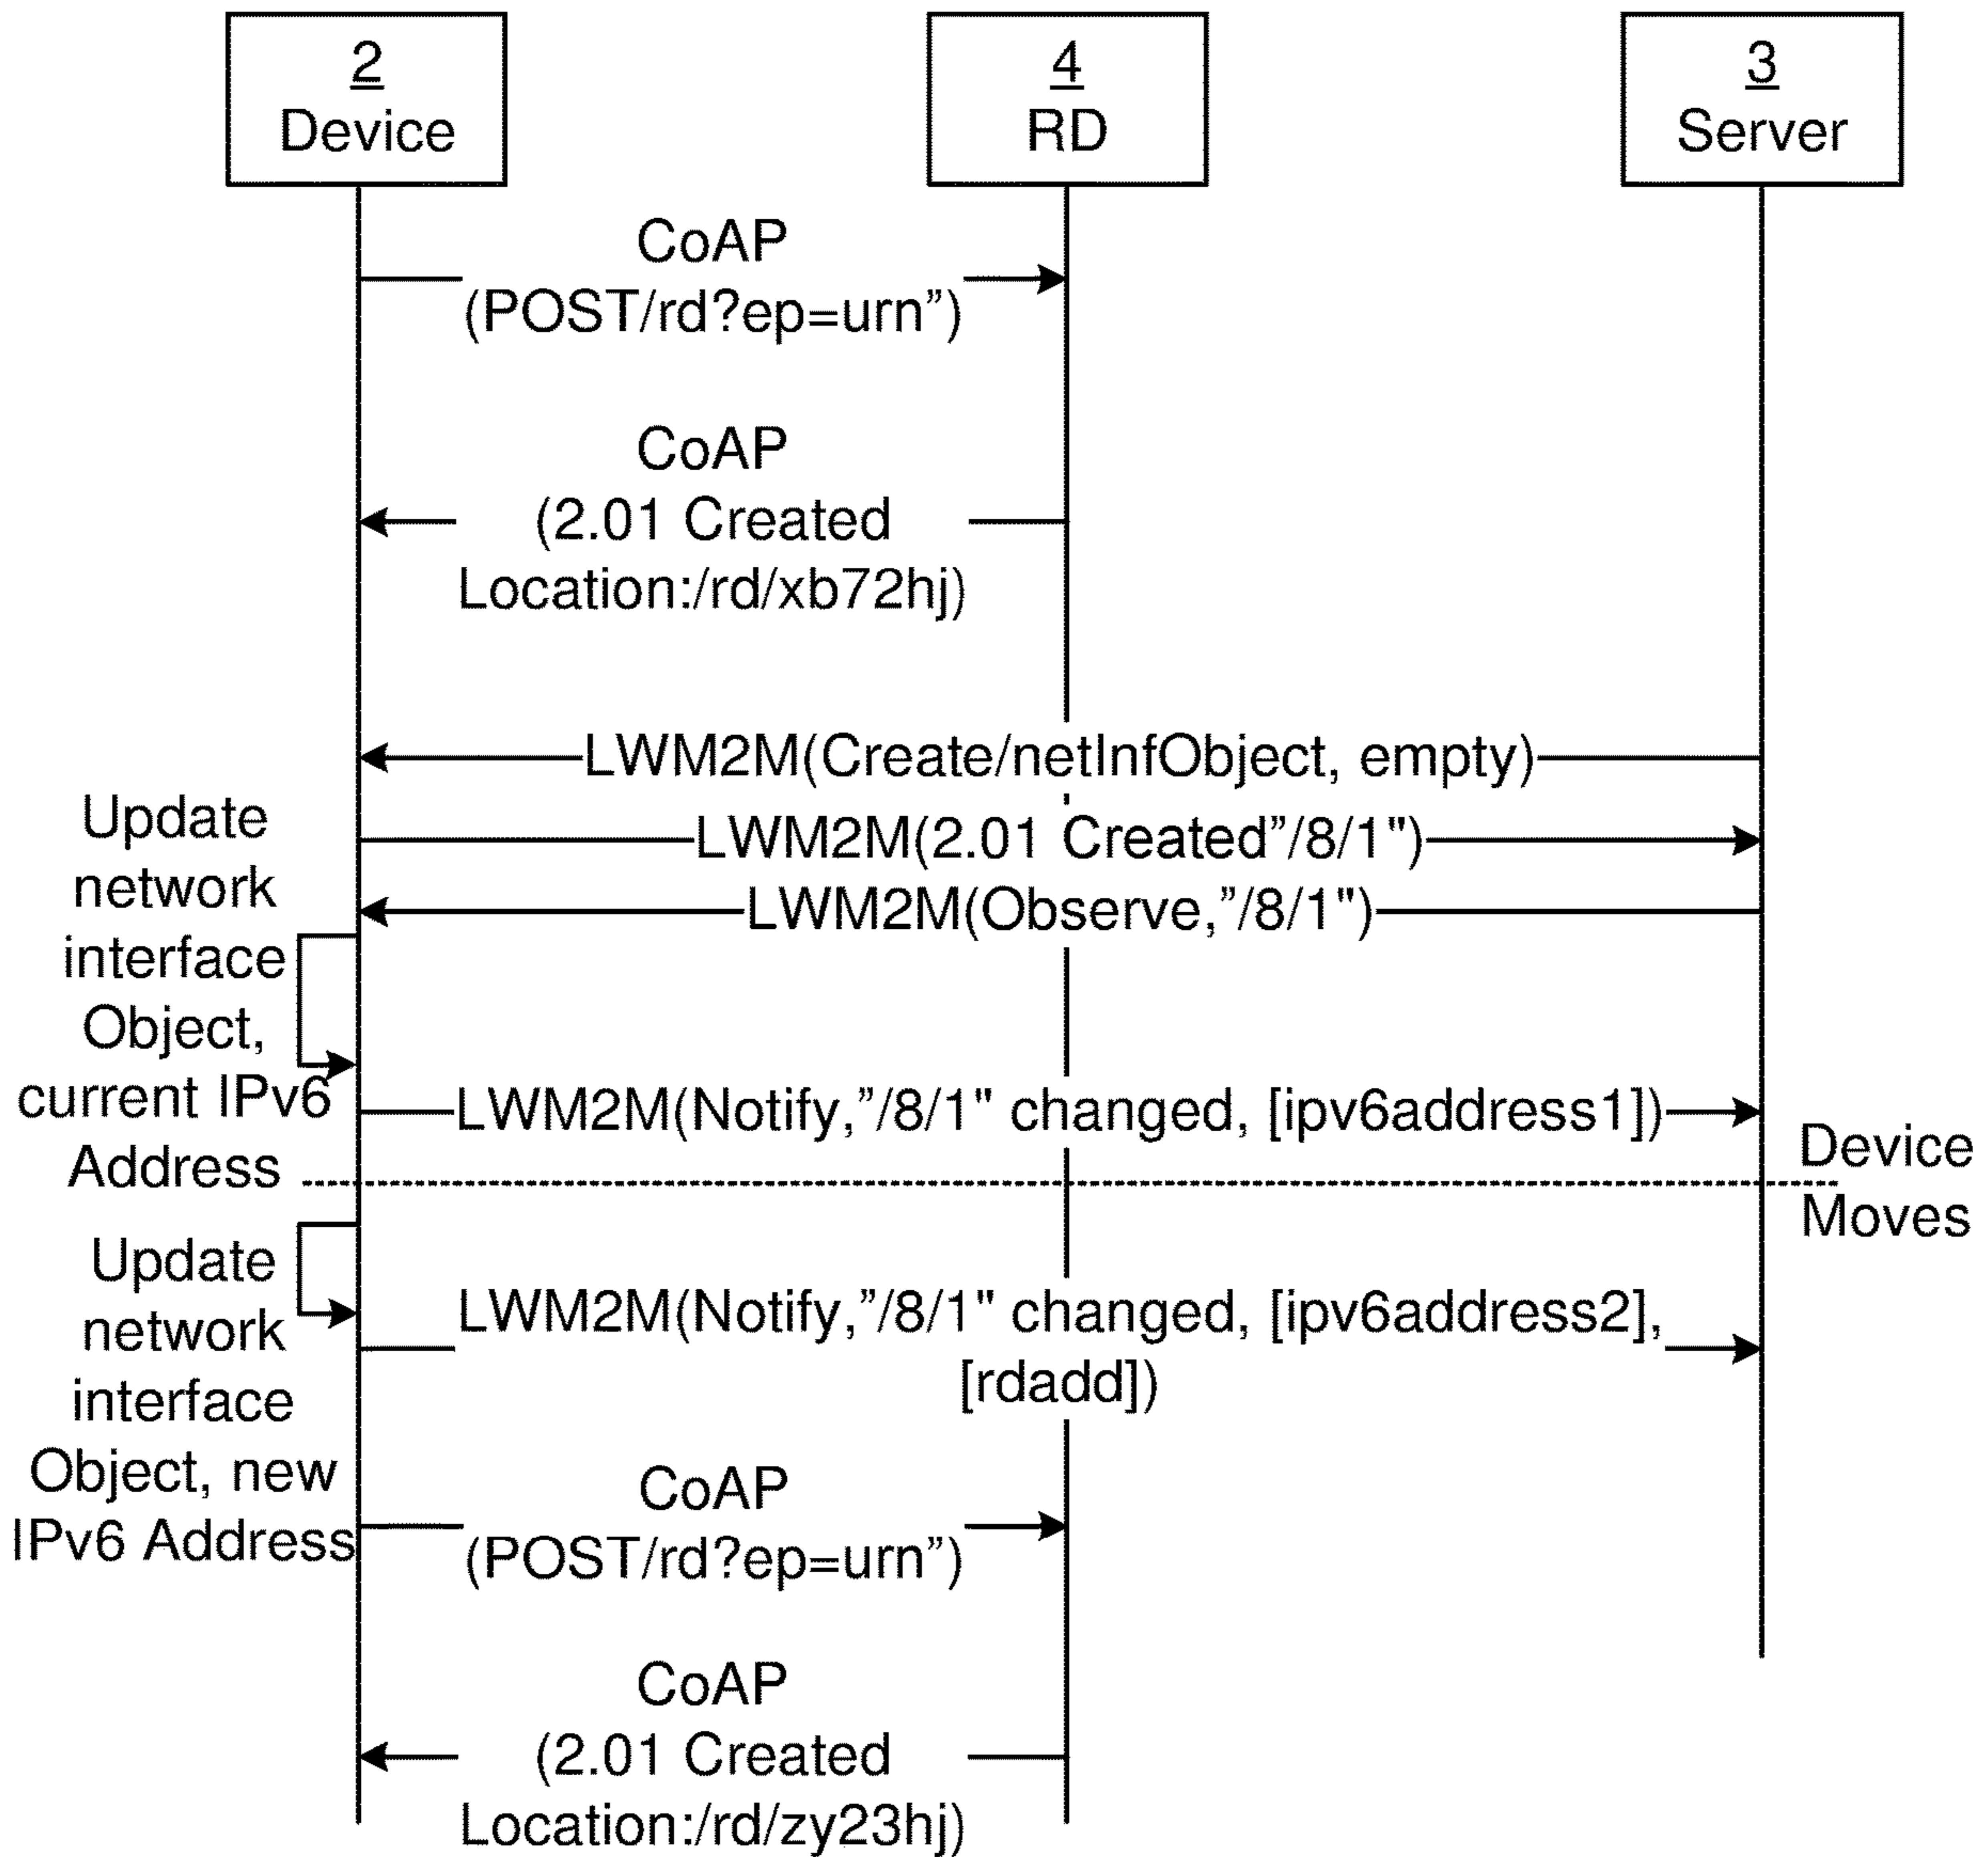 2
Device
4
RD
3
Server
CoAP
(POST/rd?ep=urn”)
CoAP
(2.01 Created
Location:/rd/xb72hj)
LWM2M(Create/netInfObject, empty)
LWM2M(2.01 Created”/8/1")
LWM2M(Observe,”/8/1")
Update
network
interface
Object,
current IPv6
Address
LWM2M(Notify,”/8/1" changed, [ipv6address1])
Device
Moves
Update
network
interface
Object, new
IPv6 Address
LWM2M(Notify,”/8/1" changed, [ipv6address2],
[rdadd])
CoAP
(POST/rd?ep=urn”)
CoAP
(2.01 Created
Location:/rd/zy23hj)